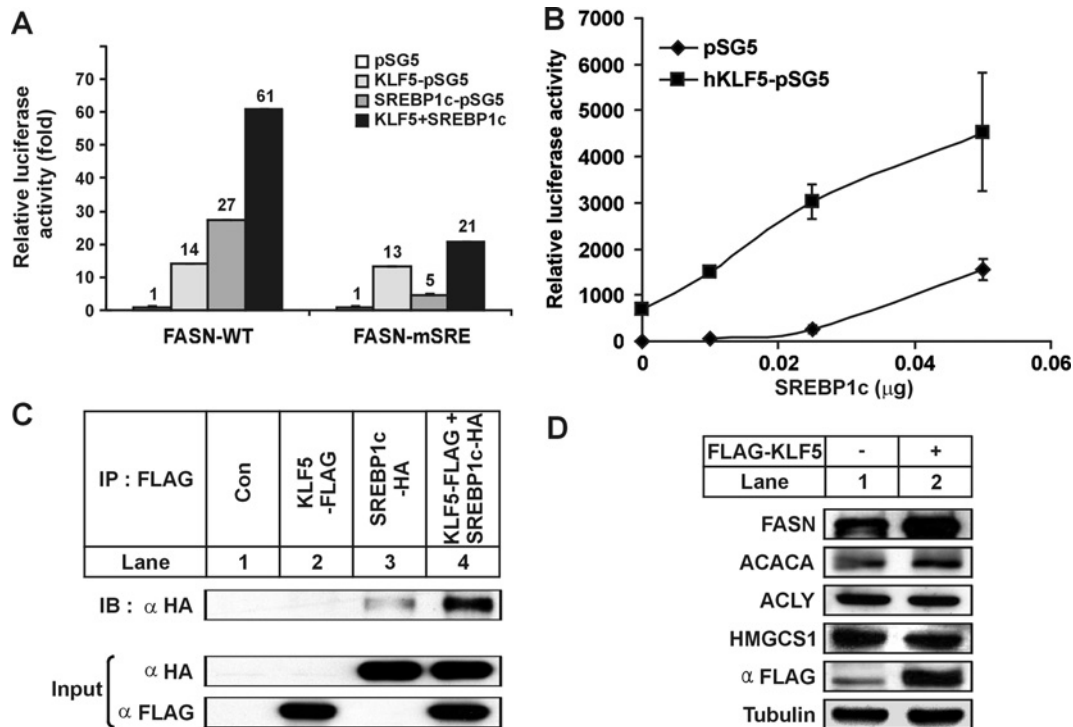 A
Relative luciferase
activity (fold)
70
60
50
40
30
20
10
0
pSG5
KLF5-pSG5
SREBP1c-pSG5
KLF5+SREBP1c
1
14
27
61
1
13
5
21
FASN-WT
FASN-mSRE
B
Relative luciferase activity
7000
6000
5000
4000
3000
2000
1000
0
pSG5
hKLF5-pSG5
0
0.02
0.04
0.06
SREBP1c (μg)
C
IP : FLAG
Con
KLF5
-FLAG
SREBP1c
-HA
KLF5-FLAG +
SREBP1c-HA
Lane 1 2 3 4
IB : α HA
Input
α HA
α FLAG
D
FLAG-KLF5 - +
Lane 1 2
FASN
ACACA
ACLY
HMGCS1
α FLAG
Tubulin